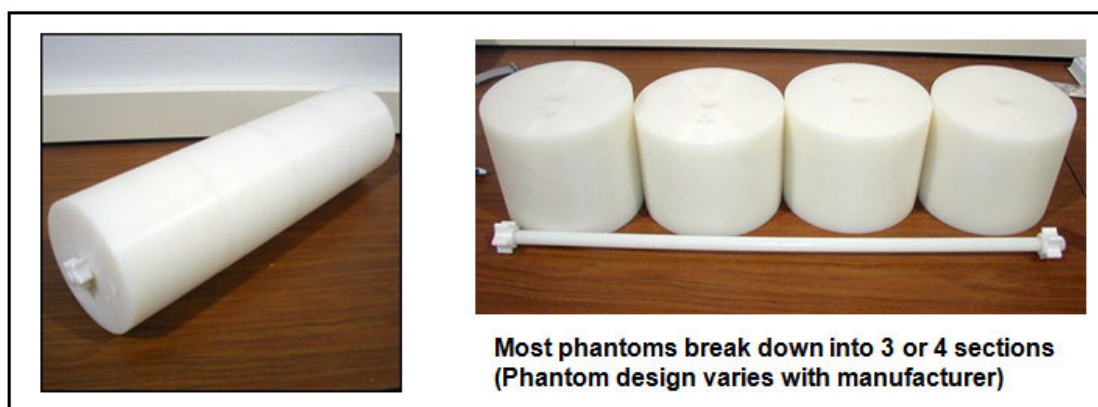 Most phantoms break down into 3 or 4 sections
(Phantom design varies with manufacturer)